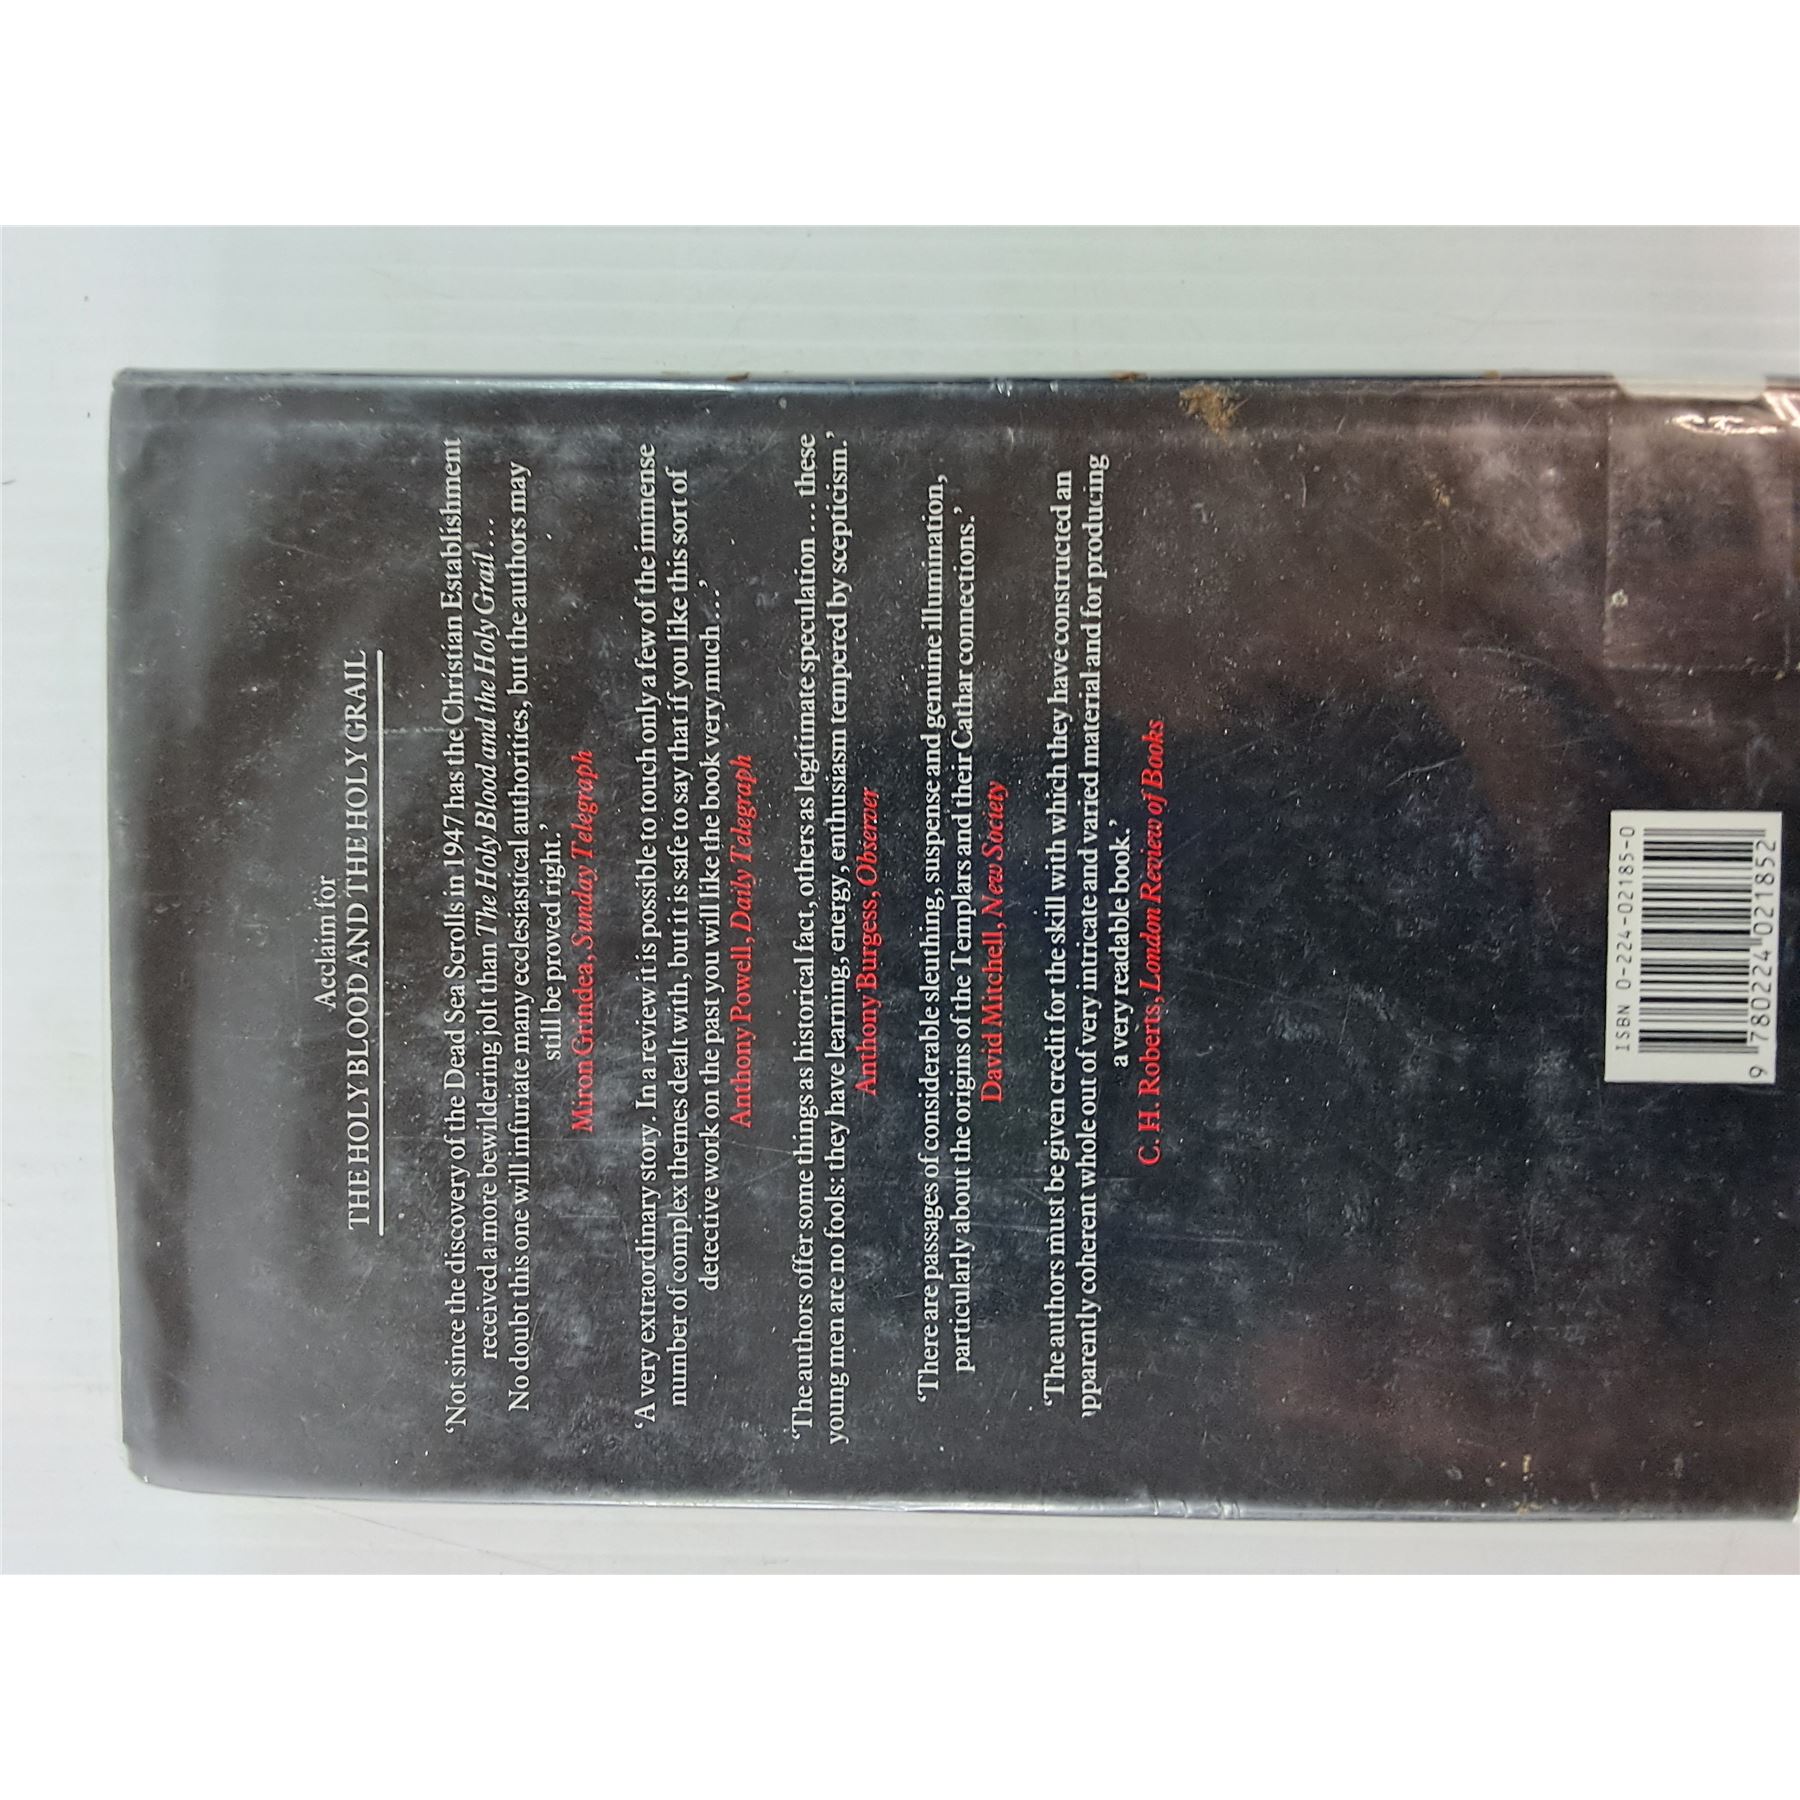 Acclaim for
THE HOLY BLOOD AND THE HOLY GRAIL
‘Not since the discovery of the Dead Sea Scrolls in 1947 has the Christian Establishment
received a more bewildering jolt than The Holy Blood and the Holy Grail . . .
No doubt this one will infuriate many ecclesiastical authorities, but the authors may
still be proved right.’
Miron Grindea, Sunday Telegraph
‘A very extraordinary story. In a review it is possible to touch only a few of the immense
number of complex themes dealt with, but it is safe to say that if you like this sort of
detective work on the past you will like the book very much . . .’
Anthony Powell, Daily Telegraph
‘The authors offer some things as historical fact, others as legitimate speculation . . . these
young men are no fools: they have learning, energy, enthusiasm tempered by scepticism.’
Anthony Burgess, Observer
‘There are passages of considerable sleuthing, suspense and genuine illumination,
particularly about the origins of the Templars and their Cathar connections.’
David Mitchell, New Society
‘The authors must be given credit for the skill with which they have constructed an
apparently coherent whole out of very intricate and varied material and for producing
a very readable book.’
C. H. Roberts, London Review of Books
ISBN 0-224-02185-0
9 780224 021852